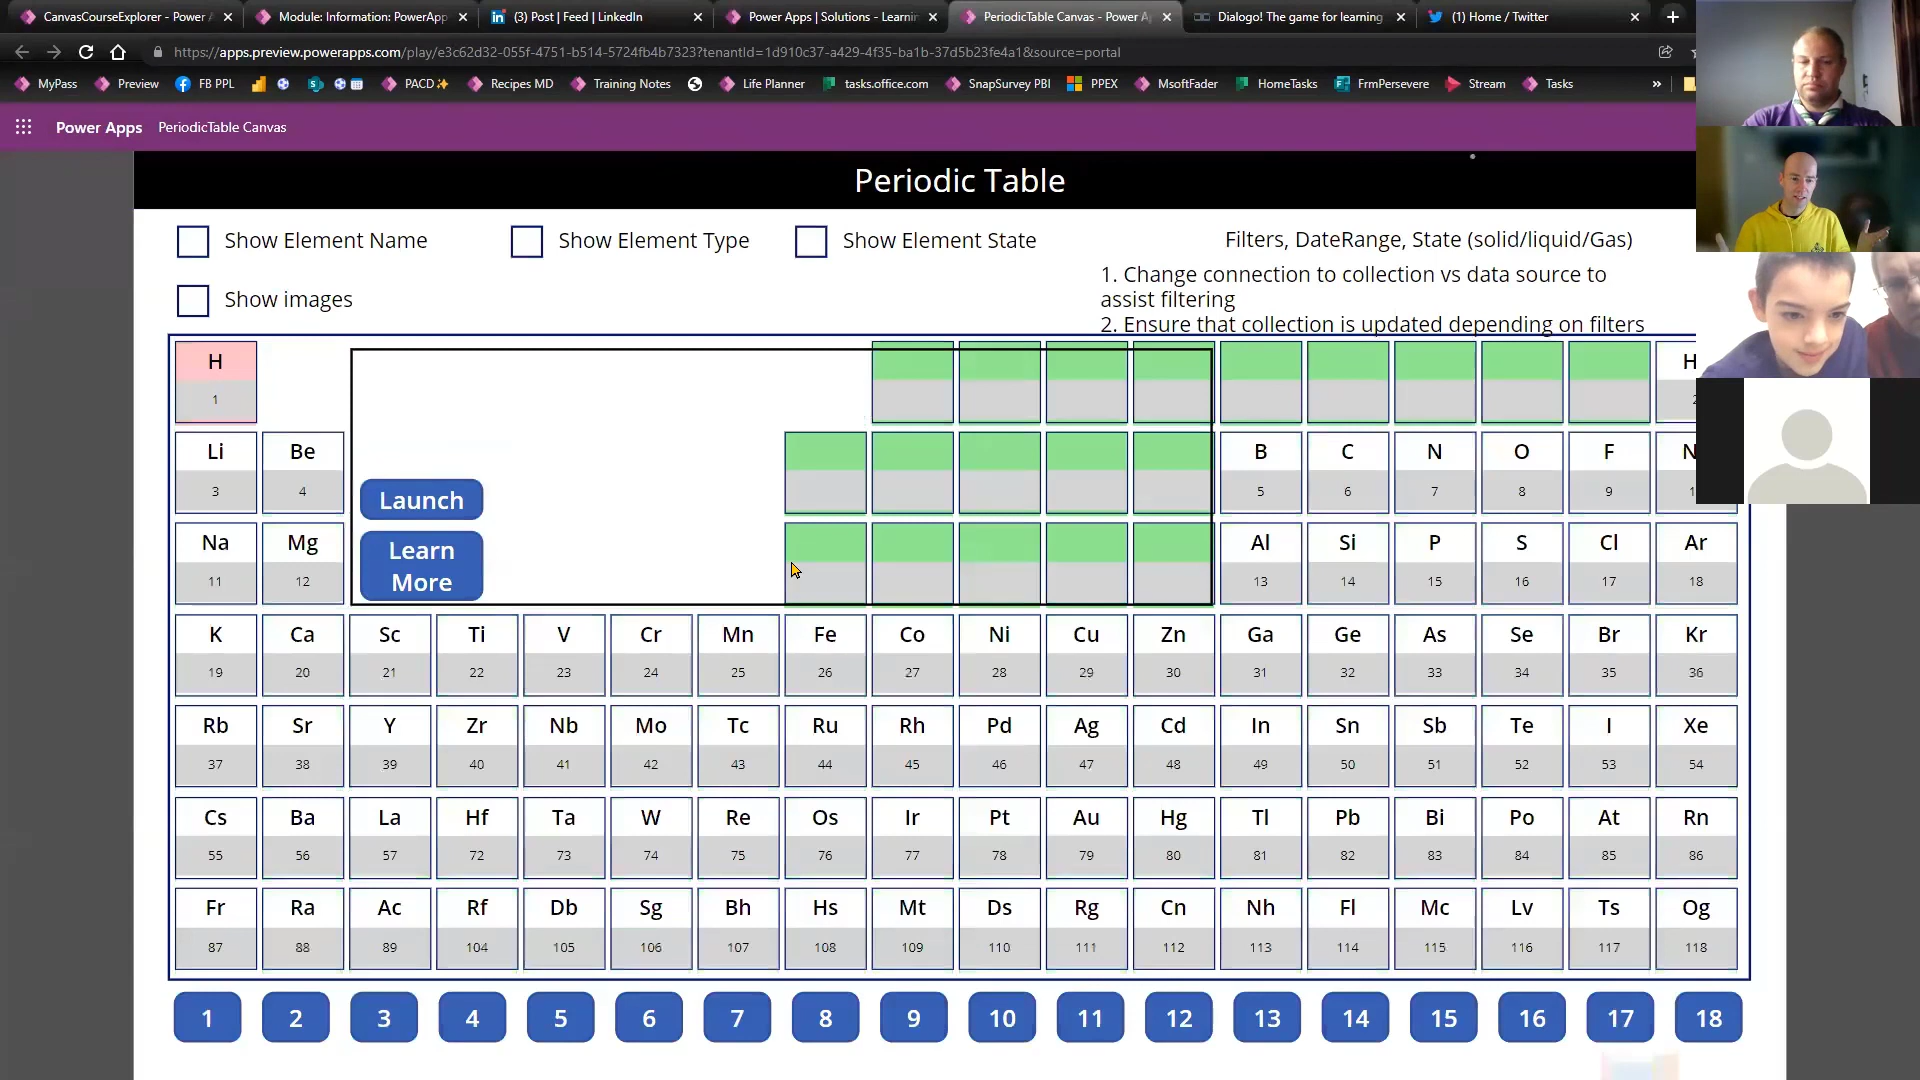 CanvasCourseExplorer - Power A
Module: Information: PowerApp
(3) Post | Feed | LinkedIn
Power Apps | Solutions - Learnin
PeriodicTable Canvas - Power A
Dialogo! The game for learning
(1) Home / Twitter
https://apps.preview.powerapps.com/play/e3c62d32-055f-4751-b514-5724fb4b7323?tenantId=1d910c37-a429-4f35-ba1b-37d5b23fe4a1&source=portal
MyPass Preview FB PPL PACD Recipes MD Training Notes Life Planner tasks.office.com SnapSurvey PBI PPEX MsoftFader HomeTasks FrmPersevere Stream Tasks
Power Apps PeriodicTable Canvas
Periodic Table
Show Element Name Show Element Type Show Element State Filters, DateRange, State (solid/liquid/Gas)
1. Change connection to collection vs data source to
assist filtering
Show images
2. Ensure that collection is updated depending on filters
H H
1 2
Li Be B C N O F N
3 4 5 6 7 8 9 1
Launch
Na Mg Al Si P S Cl Ar
11 12 13 14 15 16 17 18
Learn
More
K Ca Sc Ti V Cr Mn Fe Co Ni Cu Zn Ga Ge As Se Br Kr
19 20 21 22 23 24 25 26 27 28 29 30 31 32 33 34 35 36
Rb Sr Y Zr Nb Mo Tc Ru Rh Pd Ag Cd In Sn Sb Te I Xe
37 38 39 40 41 42 43 44 45 46 47 48 49 50 51 52 53 54
Cs Ba La Hf Ta W Re Os Ir Pt Au Hg Tl Pb Bi Po At Rn
55 56 57 72 73 74 75 76 77 78 79 80 81 82 83 84 85 86
Fr Ra Ac Rf Db Sg Bh Hs Mt Ds Rg Cn Nh Fl Mc Lv Ts Og
87 88 89 104 105 106 107 108 109 110 111 112 113 114 115 116 117 118
1 2 3 4 5 6 7 8 9 10 11 12 13 14 15 16 17 18